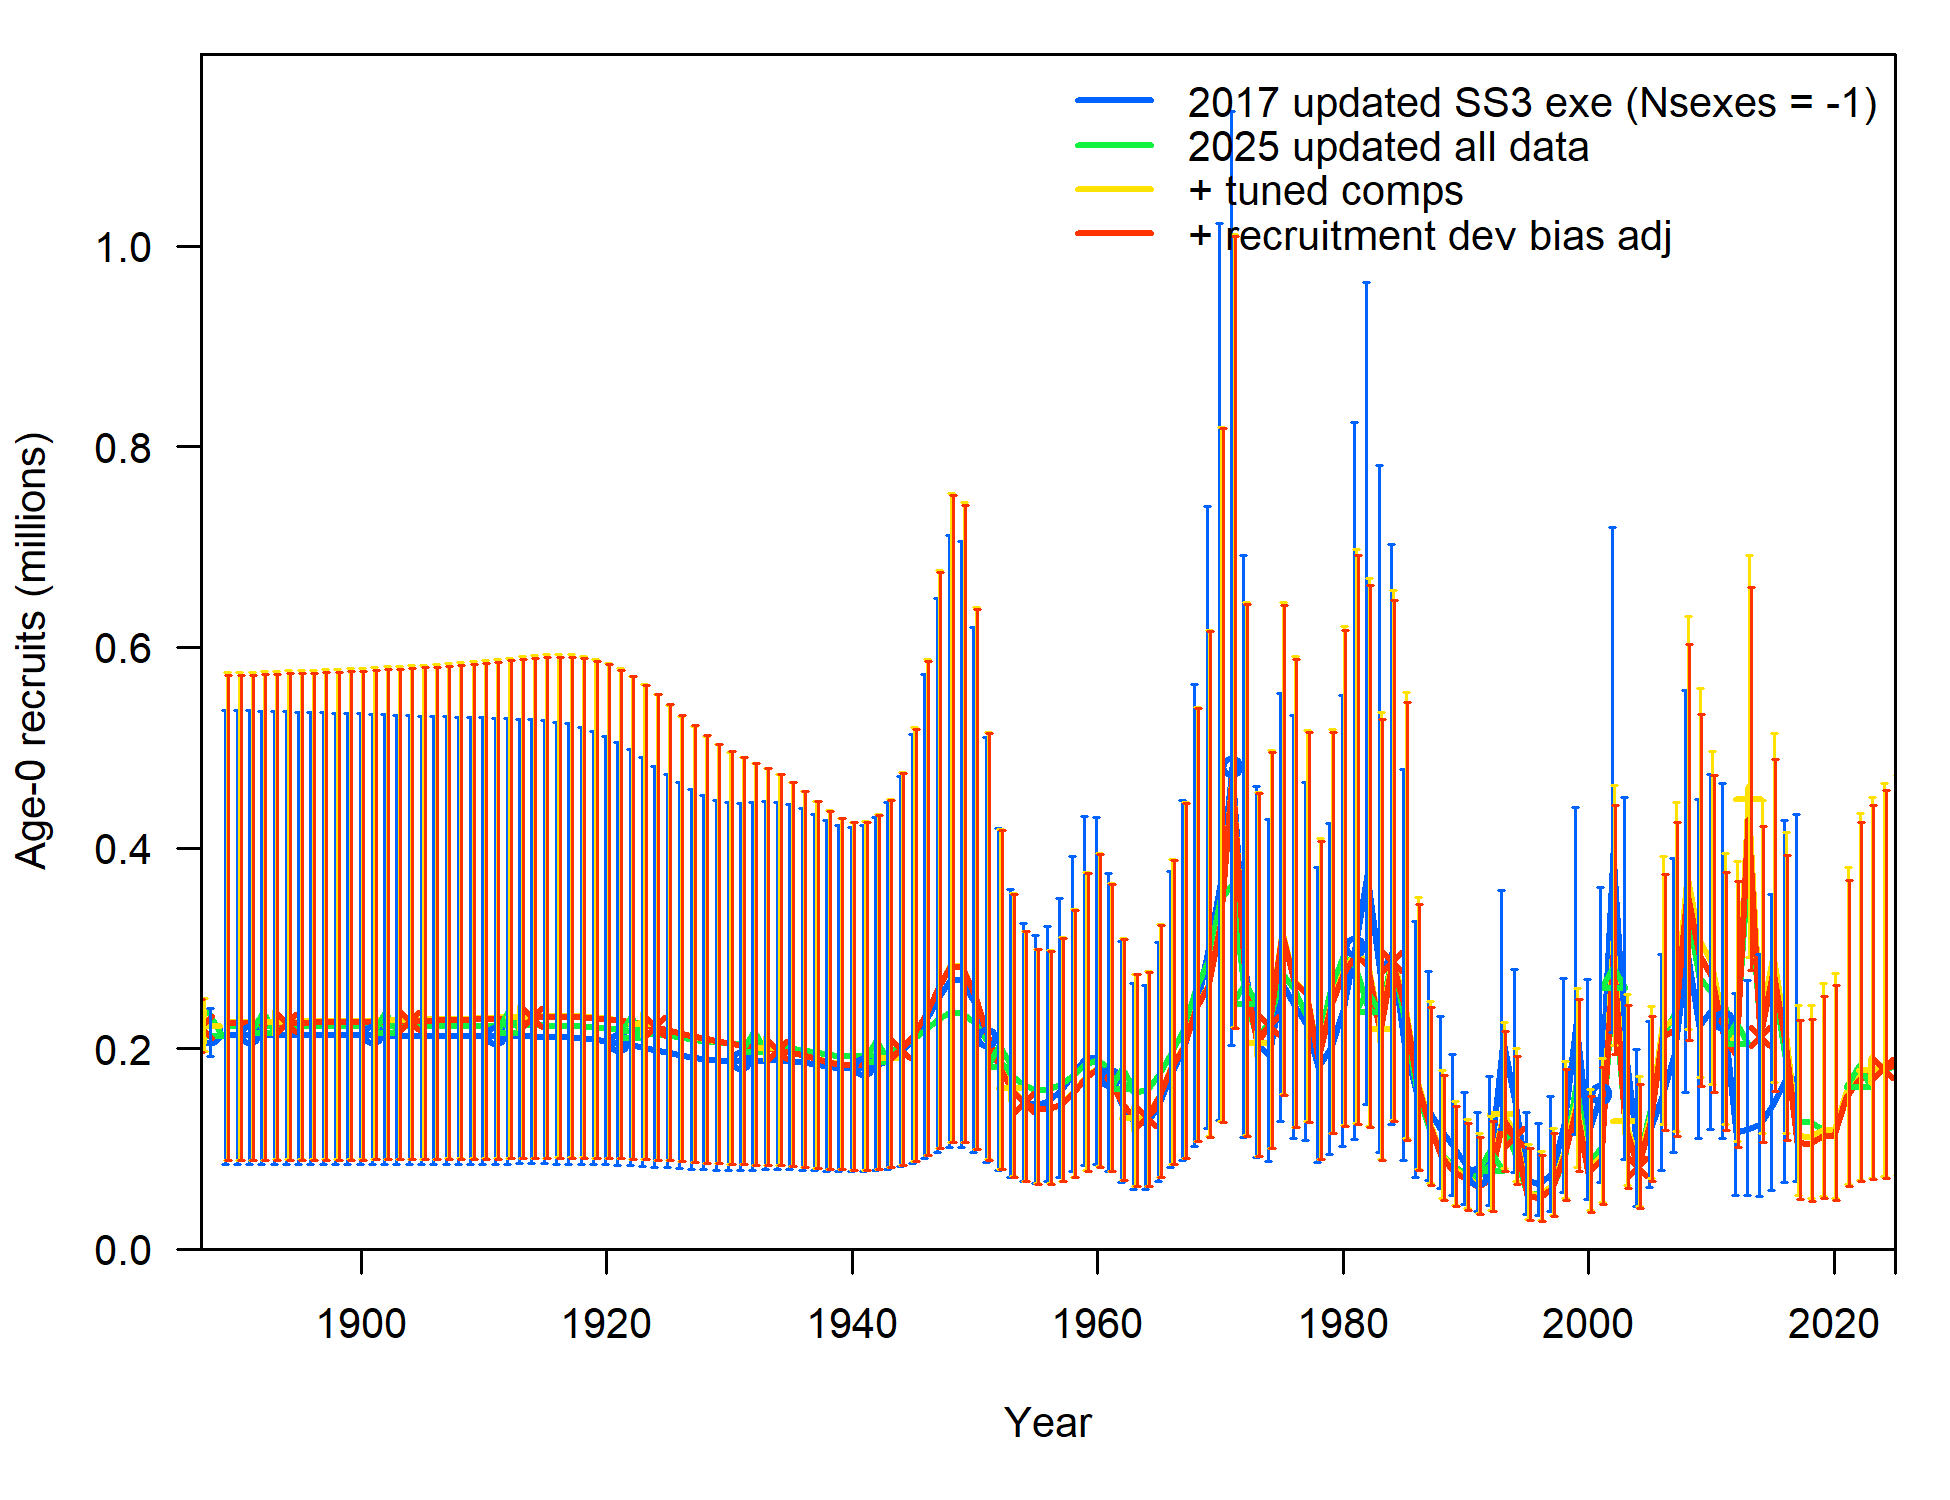 2017 updated SS3 exe (Nsexes = -1)
2025 updated all data
+ tuned comps
+ recruitment dev bias adj
Age-0 recruits (millions)
1.0
0.8
0.6
0.4
0.2
0.0
1900 1920 1940 1960 1980 2000 2020
Year